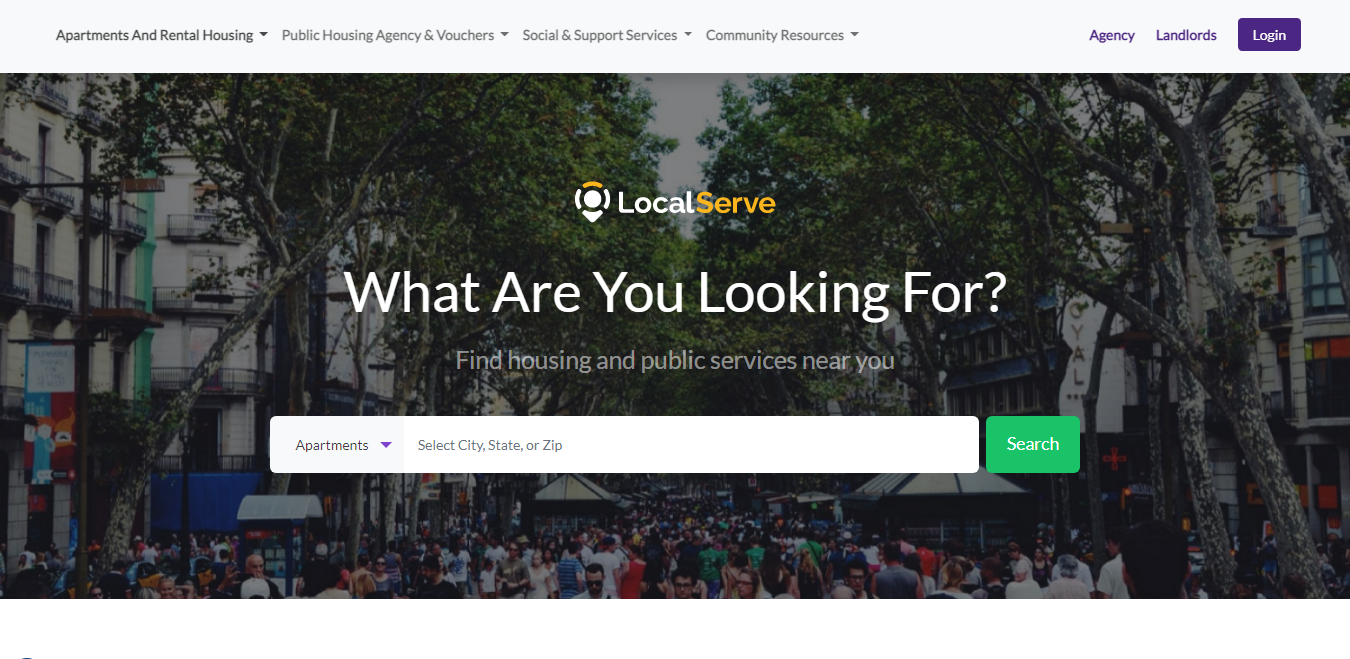 Apartments And Rental Housing Public Housing Agency & Vouchers Social & Support Services Community Resources Agency Landlords Login
LocalServe
What Are You Looking For?
Find housing and public services near you
Apartments Select City, State, or Zip Search